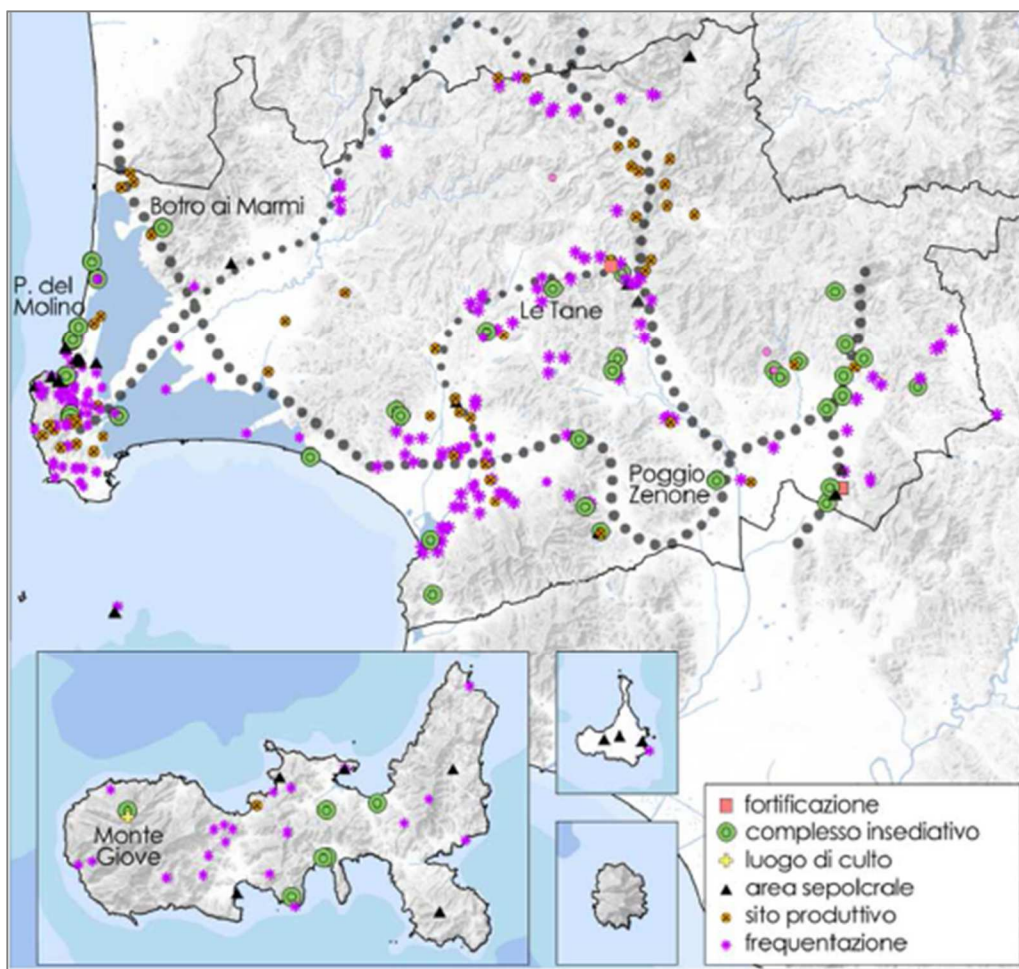 Botro ai Marmi
P. del
Molino
Le Tane
Poggio
Zenone
Monte
Giove
fortificazione
complesso insediativo
luogo di culto
area sepolcrale
sito produttivo
frequentazione